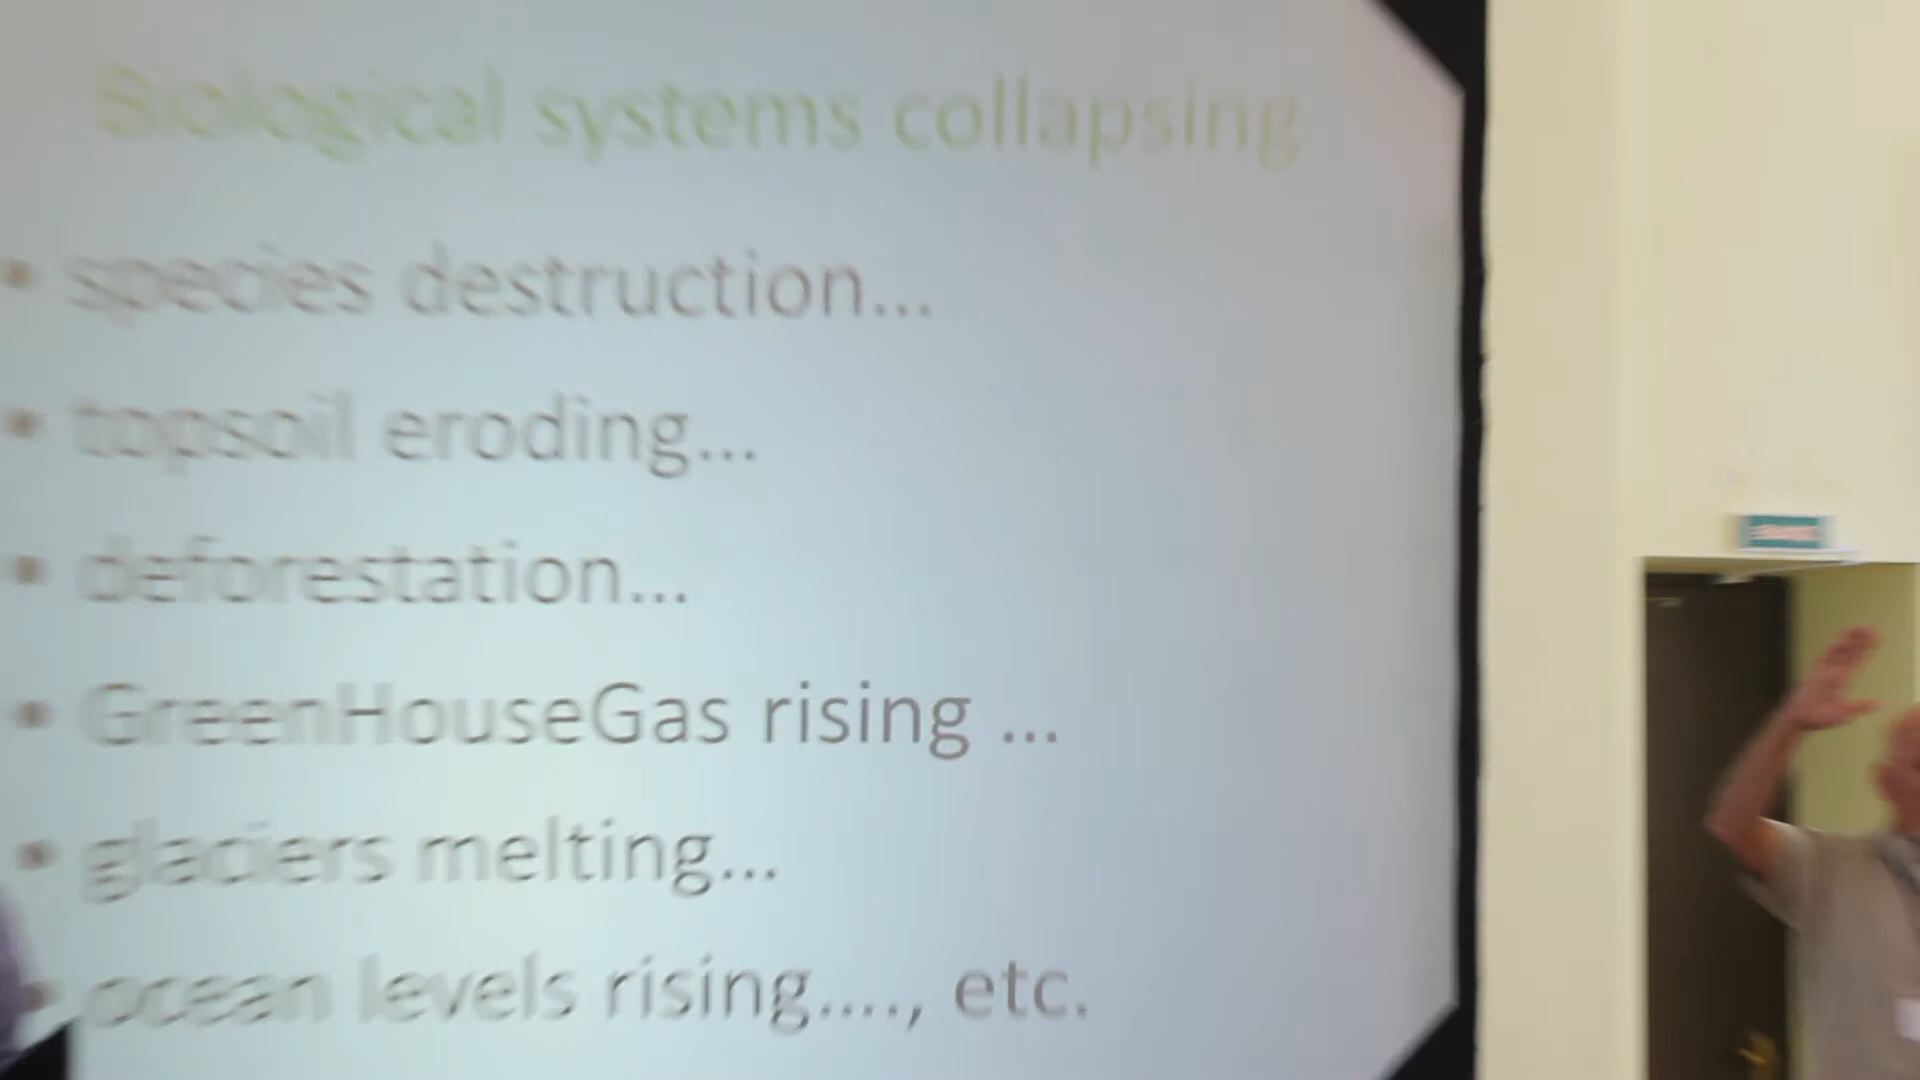 Biological systems collapsing
• species destruction...
• topsoil eroding...
• deforestation...
• GreenHouseGas rising ...
• glaciers melting...
• ocean levels rising...., etc.